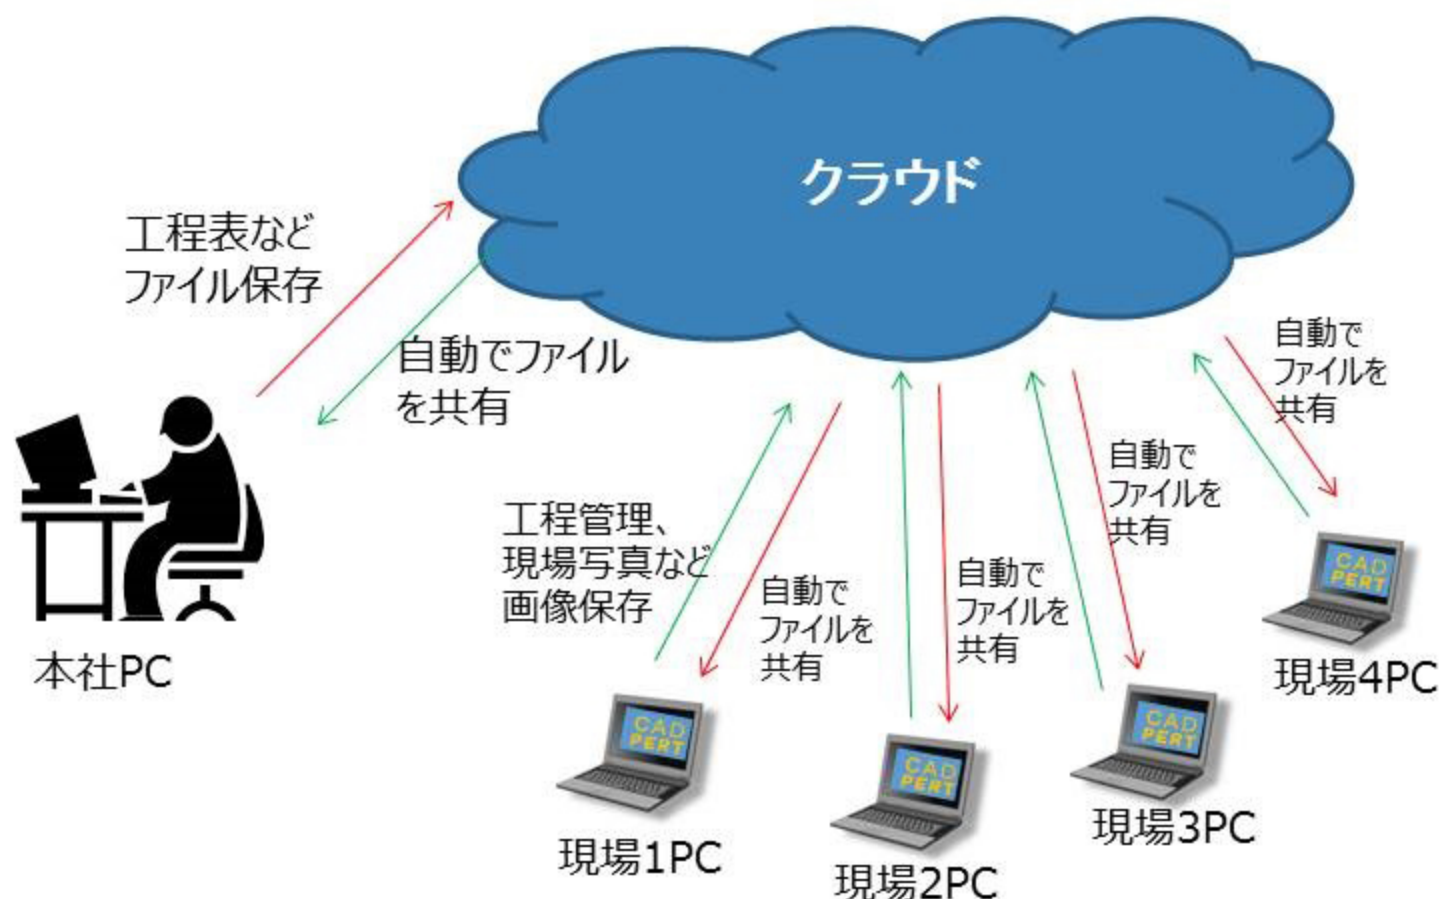 クラウド
工程表など
ファイル保存
自動でファイル
を共有
本社PC
工程管理、
現場写真など
画像保存
自動で
ファイルを
共有
自動で
ファイルを
共有
自動で
ファイルを
共有
自動で
ファイルを
共有
CAD
PERT
現場1PC
CAD
PERT
現場2PC
CAD
PERT
現場3PC
CAD
PERT
現場4PC